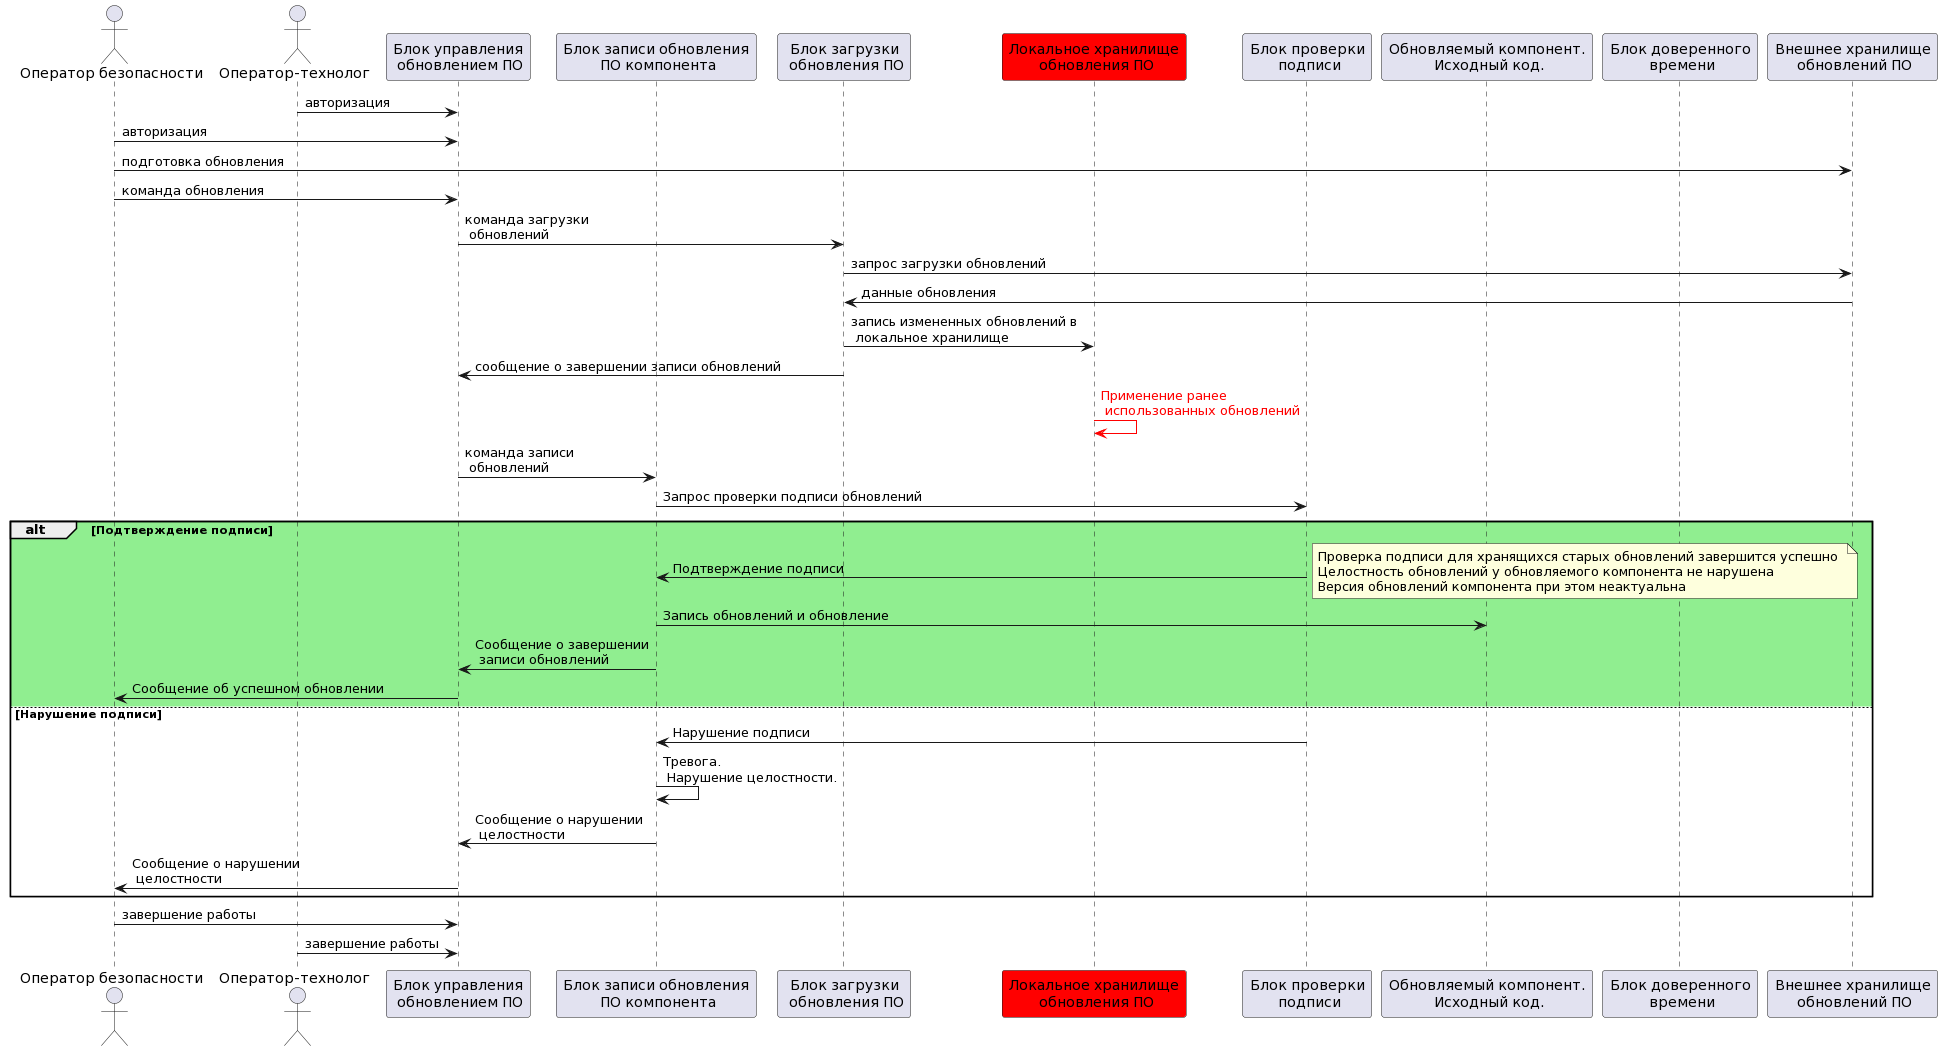 Оператор безопасности
Оператор-технолог
Блок управления
обновлением ПО
Блок записи обновления
ПО компонента
Блок загрузки
обновления ПО
Локальное хранилище
обновления ПО
Блок проверки
подписи
Обновляемый компонент.
Исходный код.
Блок доверенного
времени
Внешнее хранилище
обновлений ПО
авторизация
авторизация
подготовка обновления
команда обновления
команда загрузки
обновлений
запрос загрузки обновлений
данные обновления
запись измененных обновлений в
локальное хранилище
сообщение о завершении записи обновлений
Применение ранее
использованных обновлений
команда записи
обновлений
Запрос проверки подписи обновлений
alt [Подтверждение подписи]
Проверка подписи для хранящихся старых обновлений завершится успешно
Целостность обновлений у обновляемого компонента не нарушена
Версия обновлений компонента при этом неактуальна
Подтверждение подписи
Запись обновлений и обновление
Сообщение о завершении
записи обновлений
Сообщение об успешном обновлении
[Нарушение подписи]
Нарушение подписи
Тревога.
Нарушение целостности.
Сообщение о нарушении
целостности
Сообщение о нарушении
целостности
завершение работы
завершение работы
Оператор безопасности
Оператор-технолог
Блок управления
обновлением ПО
Блок записи обновления
ПО компонента
Блок загрузки
обновления ПО
Локальное хранилище
обновления ПО
Блок проверки
подписи
Обновляемый компонент.
Исходный код.
Блок доверенного
времени
Внешнее хранилище
обновлений ПО